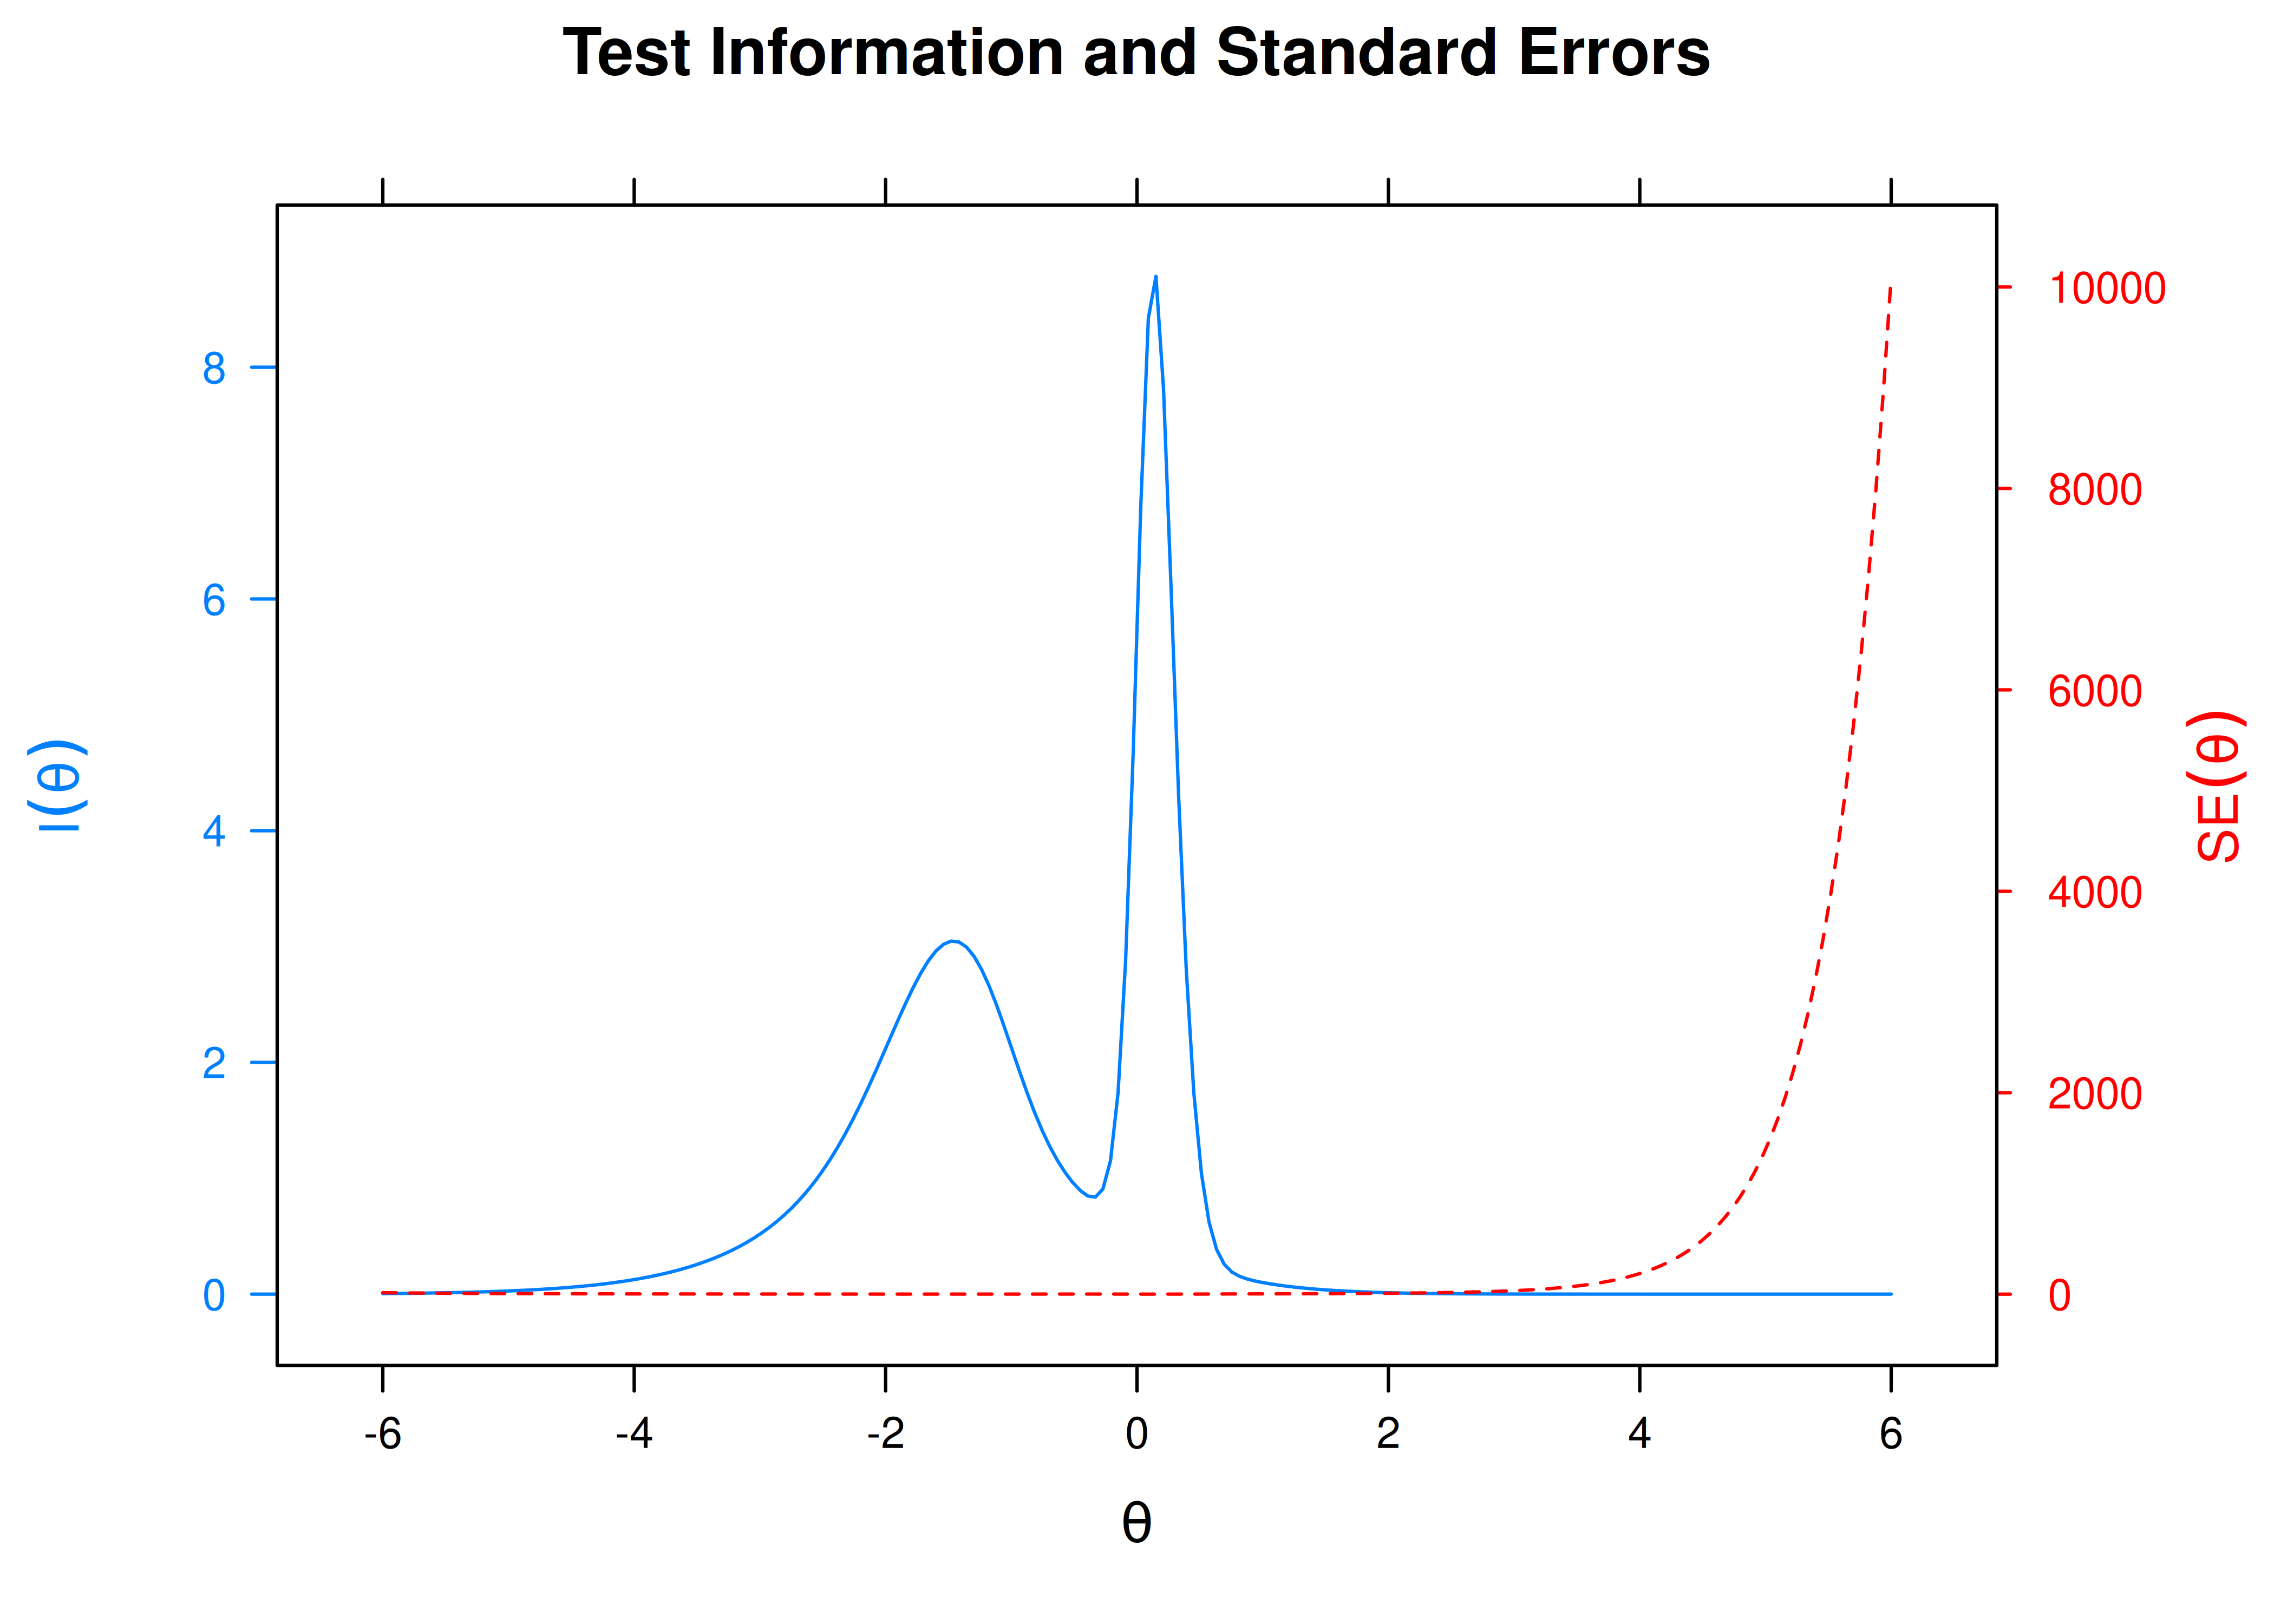 Test Information and Standard Errors
I(θ)
8
6
4
2
0
10000
8000
6000
4000
2000
0
SE(θ)
-6 -4 -2 0 2 4 6
θ